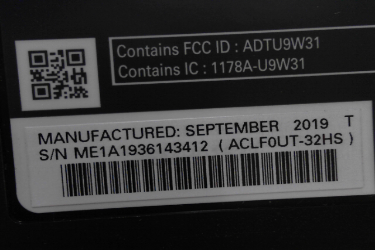 Contains FCC ID : ADTU9W31
Contains IC : 1178A-U9W31
MANUFACTURED: SEPTEMBER 2019 T
S/N ME1A1936143412 ( ACLF0UT-32HS )